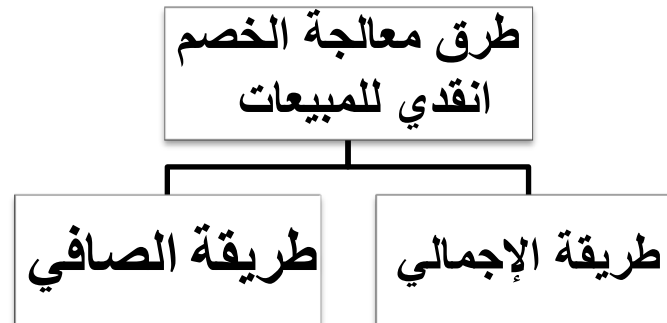 طرق معالجة الخصم
انقدي للمبيعات
طريقة الإجمالي
طريقة الصافي